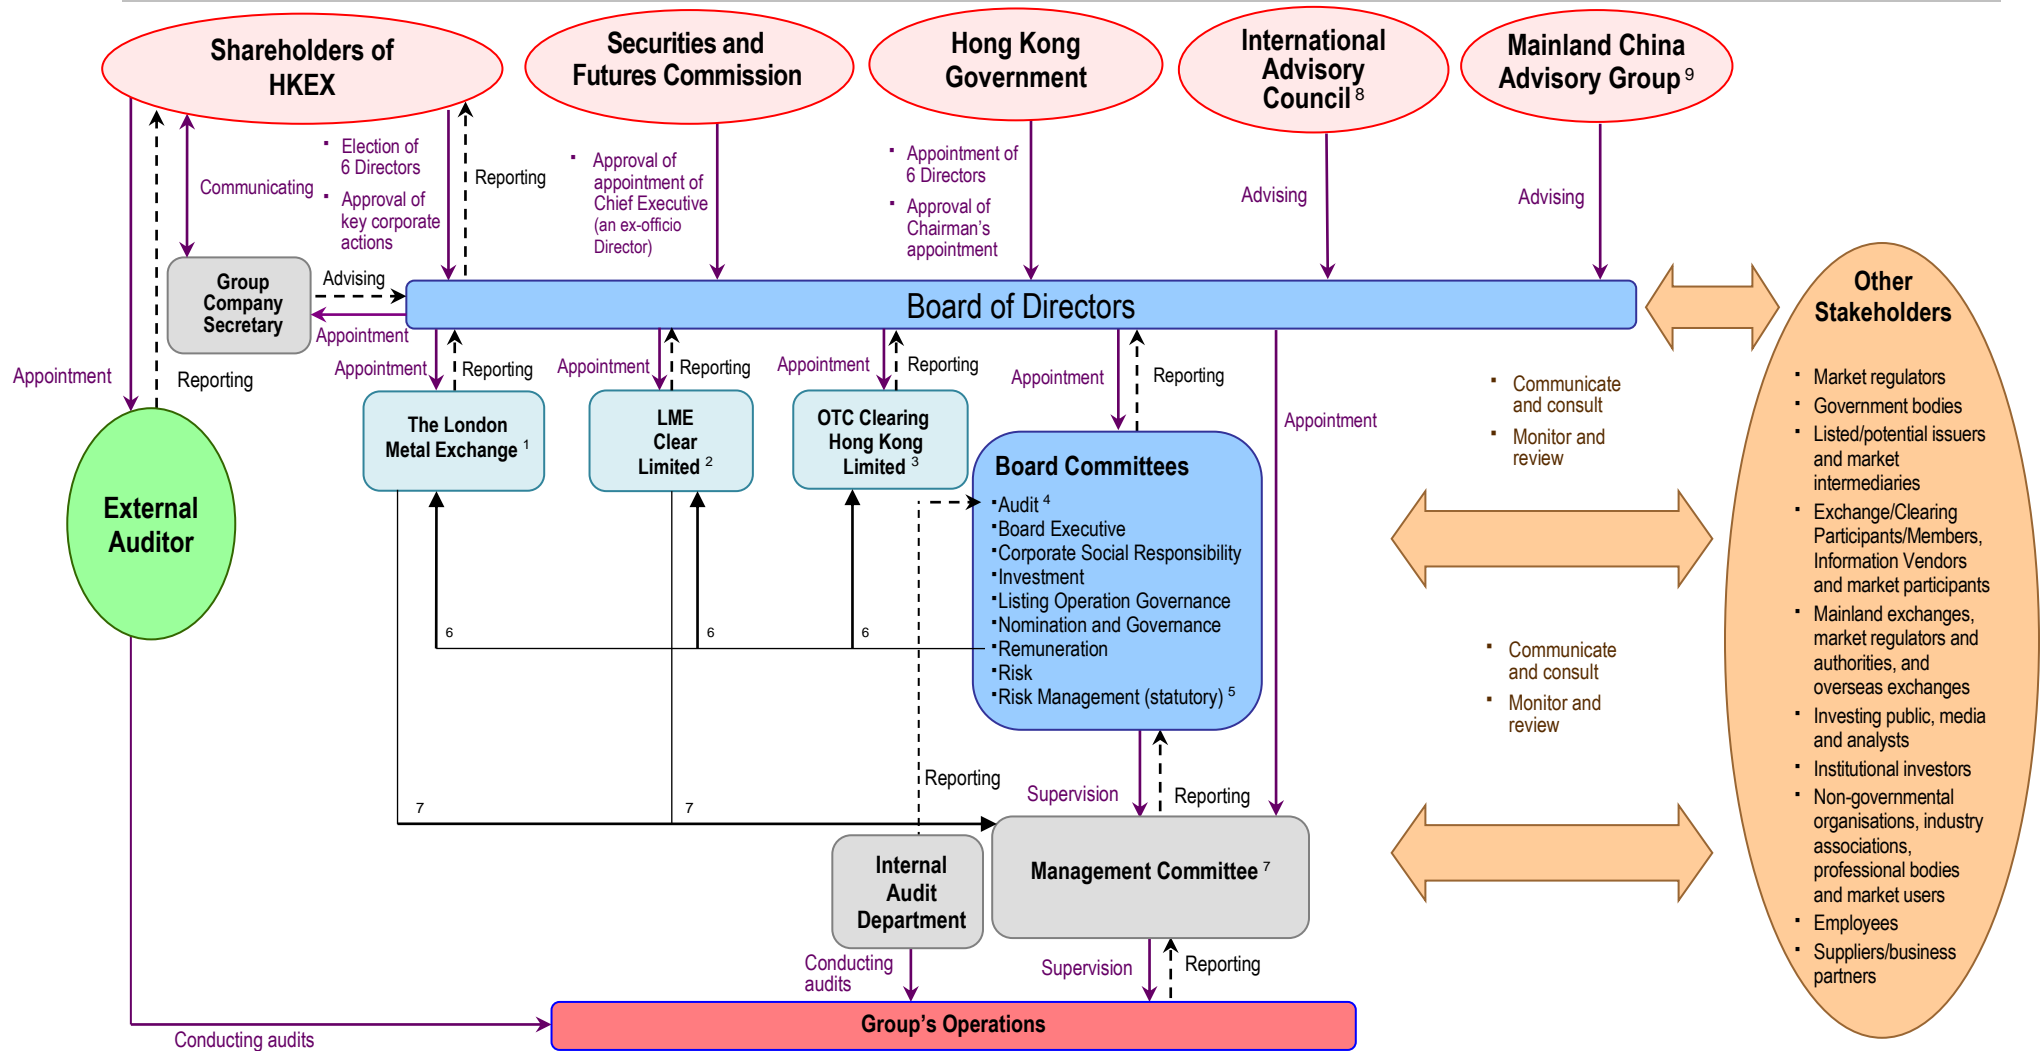 Shareholders of
HKEX
Securities and
Futures Commission
Hong Kong
Government
International
Advisory
Council 8
Mainland China
Advisory Group 9
▪ Election of
6 Directors
▪ Approval of
key corporate
actions
Communicating
Reporting
▪ Approval of
appointment of
Chief Executive
(an ex-officio
Director)
▪ Appointment of
6 Directors
▪ Approval of
Chairman's
appointment
Advising
Advising
Group
Company
Secretary
Advising
Appointment
Board of Directors
Appointment
Reporting
Appointment
Reporting
Appointment
Reporting
Appointment
Reporting
Appointment
Reporting
Appointment
The London
Metal Exchange 1
LME
Clear
Limited 2
OTC Clearing
Hong Kong
Limited 3
External
Auditor
Board Committees
▪Audit 4
▪Board Executive
▪Corporate Social Responsibility
▪Investment
▪Listing Operation Governance
▪Nomination and Governance
▪Remuneration
▪Risk
▪Risk Management (statutory) 5
6
6
6
7
7
Reporting
Supervision
Reporting
Internal
Audit
Department
Management Committee 7
Conducting
audits
Supervision
Reporting
Group's Operations
Conducting audits
▪ Communicate
and consult
▪ Monitor and
review
▪ Communicate
and consult
▪ Monitor and
review
Other
Stakeholders
▪ Market regulators
▪ Government bodies
▪ Listed/potential issuers
and market
intermediaries
▪ Exchange/Clearing
Participants/Members,
Information Vendors
and market participants
▪ Mainland exchanges,
market regulators and
authorities, and
overseas exchanges
▪ Investing public, media
and analysts
▪ Institutional investors
▪ Non-governmental
organisations, industry
associations,
professional bodies
and market users
▪ Employees
▪ Suppliers/business
partners